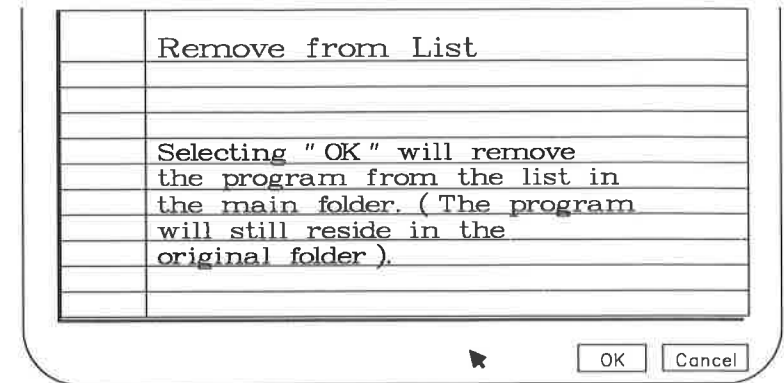 Remove from List
Selecting "OK" will remove
the program from the list in
the main folder. (The program
will still reside in the
original folder).
OK Cancel